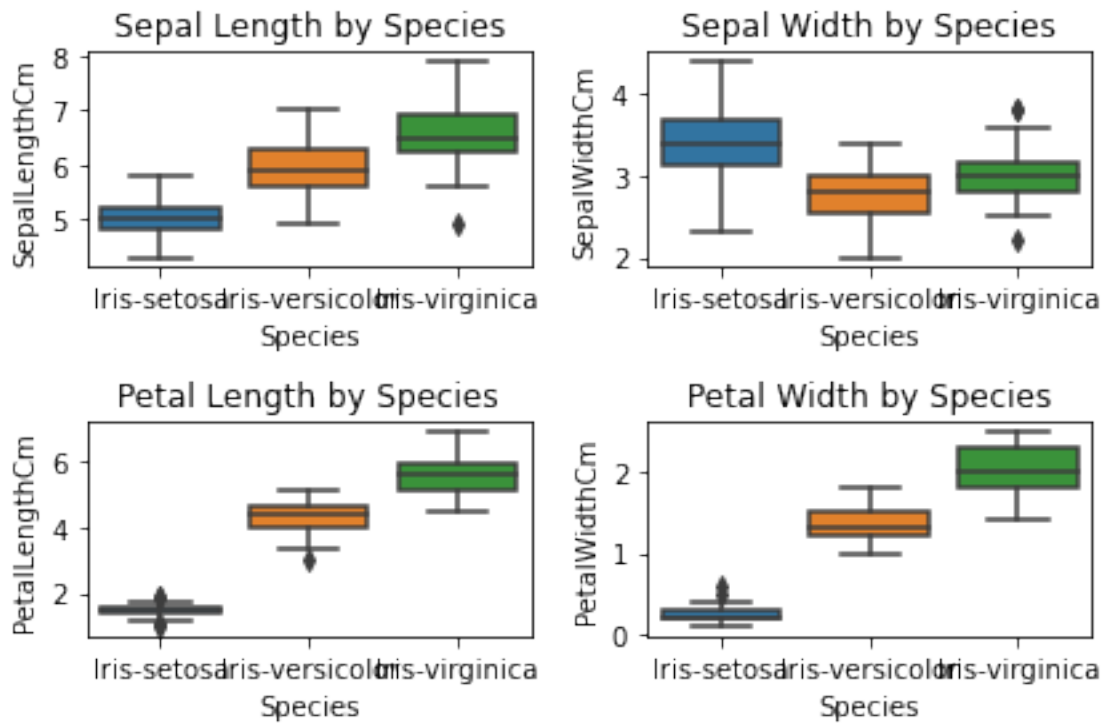 Sepal Length by Species
SepalLengthCm
8
7
6
5
Iris-setosa Iris-versicolor Iris-virginica
Species
Sepal Width by Species
SepalWidthCm
4
3
2
Iris-setosa Iris-versicolor Iris-virginica
Species
Petal Length by Species
PetalLengthCm
6
4
2
Iris-setosa Iris-versicolor Iris-virginica
Species
Petal Width by Species
PetalWidthCm
2
1
0
Iris-setosa Iris-versicolor Iris-virginica
Species